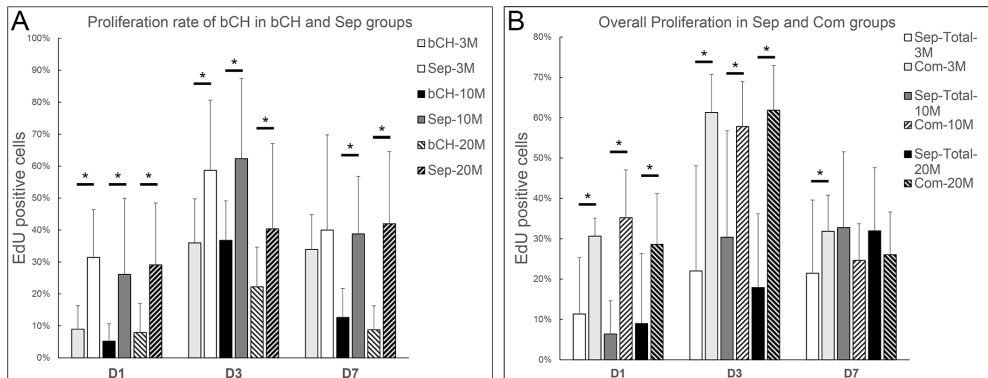 A
Proliferation rate of bCH in bCH and Sep groups
EdU positive cells
100%
90%
80%
70%
60%
50%
40%
30%
20%
10%
0%
* * *
* * *
* *
D1 D3 D7
bCH-3M
Sep-3M
bCH-10M
Sep-10M
bCH-20M
Sep-20M
B
Overall Proliferation in Sep and Com groups
EdU positive cells
80%
70%
60%
50%
40%
30%
20%
10%
0%
* * *
* * *
*
D1 D3 D7
Sep-Total-
3M
Com-3M
Sep-Total-
10M
Com-10M
Sep-Total-
20M
Com-20M